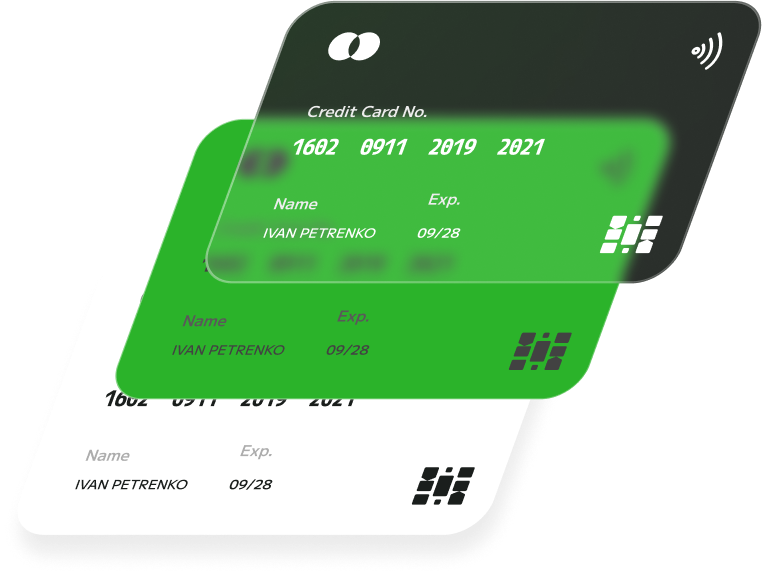 Credit Card No.
1602 0911 2019 2021
Name Exp.
IVAN PETRENKO 09/28
Name Exp.
IVAN PETRENKO 09/28
1602 0911 2019 2021
Name Exp.
IVAN PETRENKO 09/28